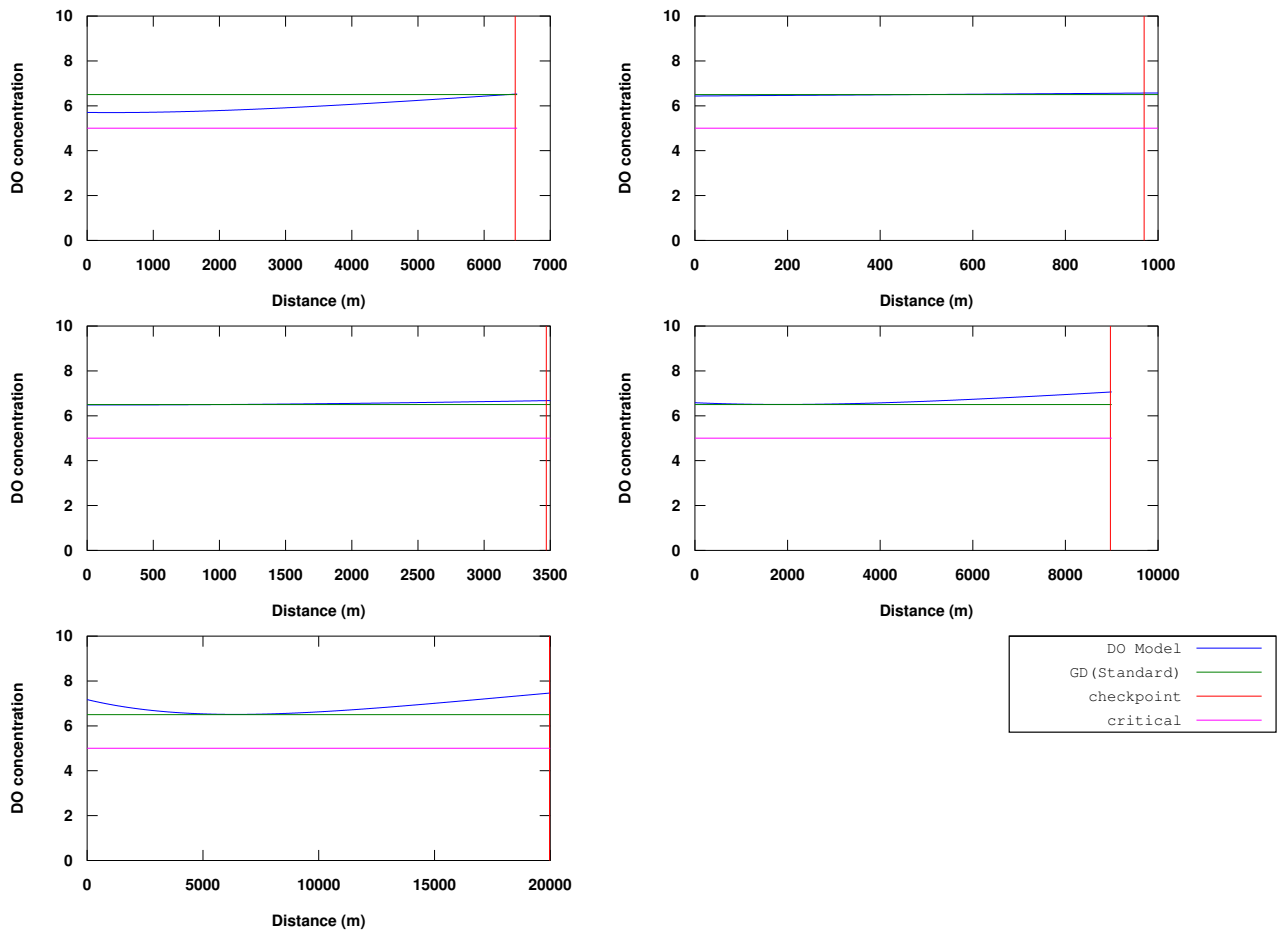 10
8
6
4
2
0
DO concentration
0 1000 2000 3000 4000 5000 6000 7000
Distance (m)
10
8
6
4
2
0
DO concentration
0 200 400 600 800 1000
Distance (m)
10
8
6
4
2
0
DO concentration
0 500 1000 1500 2000 2500 3000 3500
Distance (m)
10
8
6
4
2
0
DO concentration
0 2000 4000 6000 8000 10000
Distance (m)
10
8
6
4
2
0
DO concentration
0 5000 10000 15000 20000
Distance (m)
DO Model
GD(Standard)
checkpoint
critical